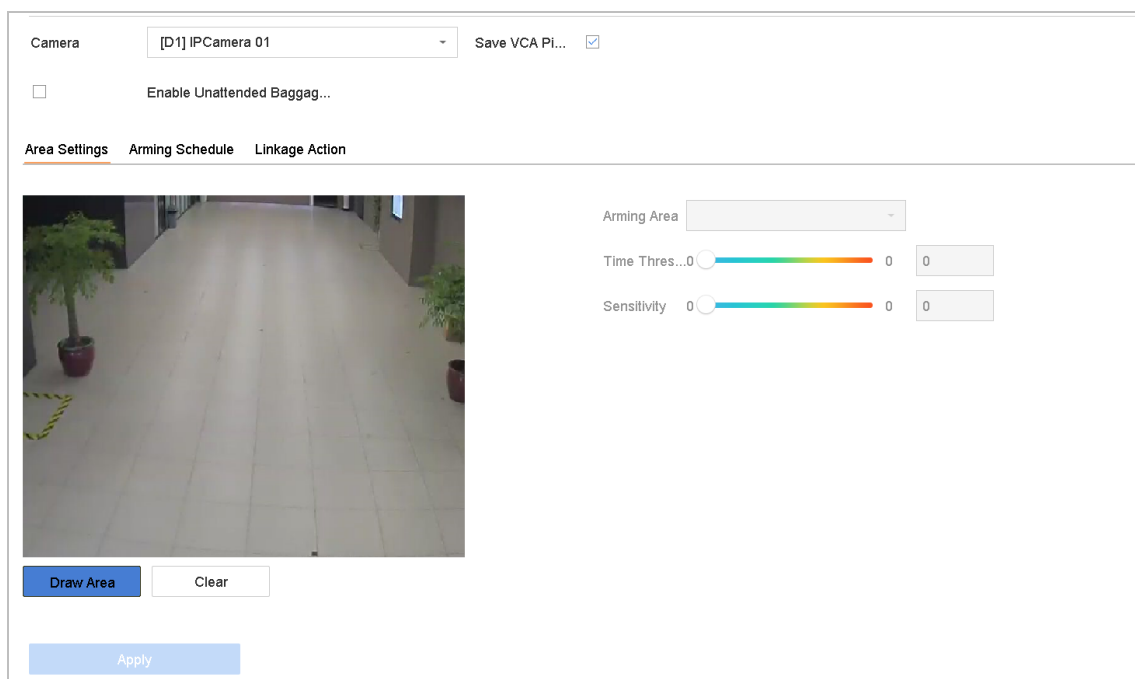 Camera [D1] IPCamera 01 Save VCA Pi...
Enable Unattended Baggag...
Area Settings Arming Schedule Linkage Action
Arming Area
Time Thres...0 0 0
Sensitivity 0 0 0
Draw Area Clear
Apply